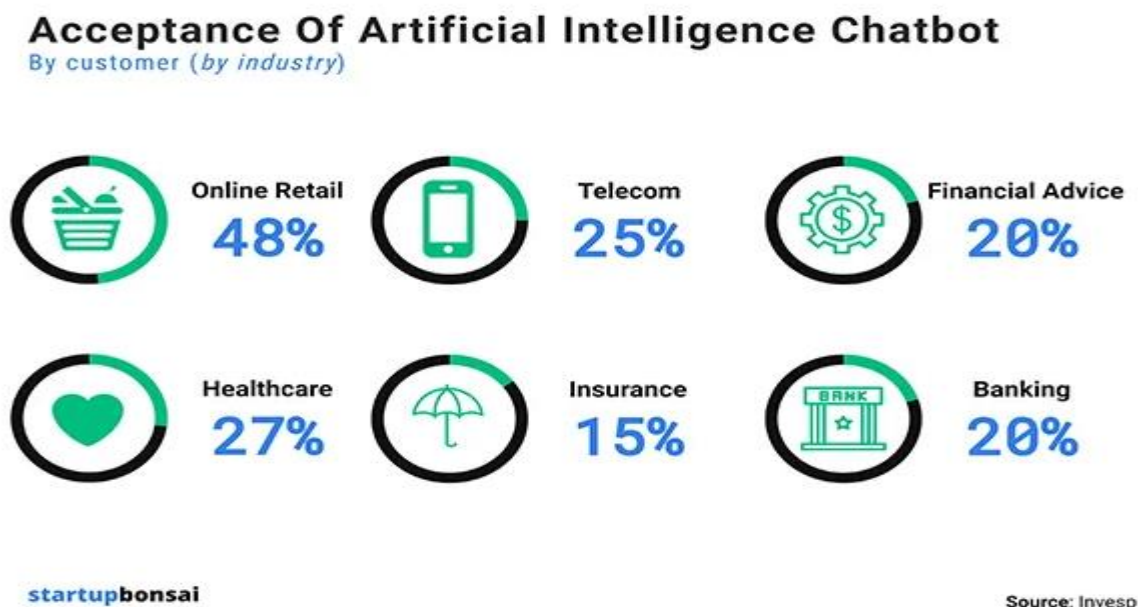 Acceptance Of Artificial Intelligence Chatbot
By customer (by industry)
Online Retail
48%
Telecom
25%
Financial Advice
20%
Healthcare
27%
Insurance
15%
BANK
Banking
20%
startupbonsai
Source: Invesp